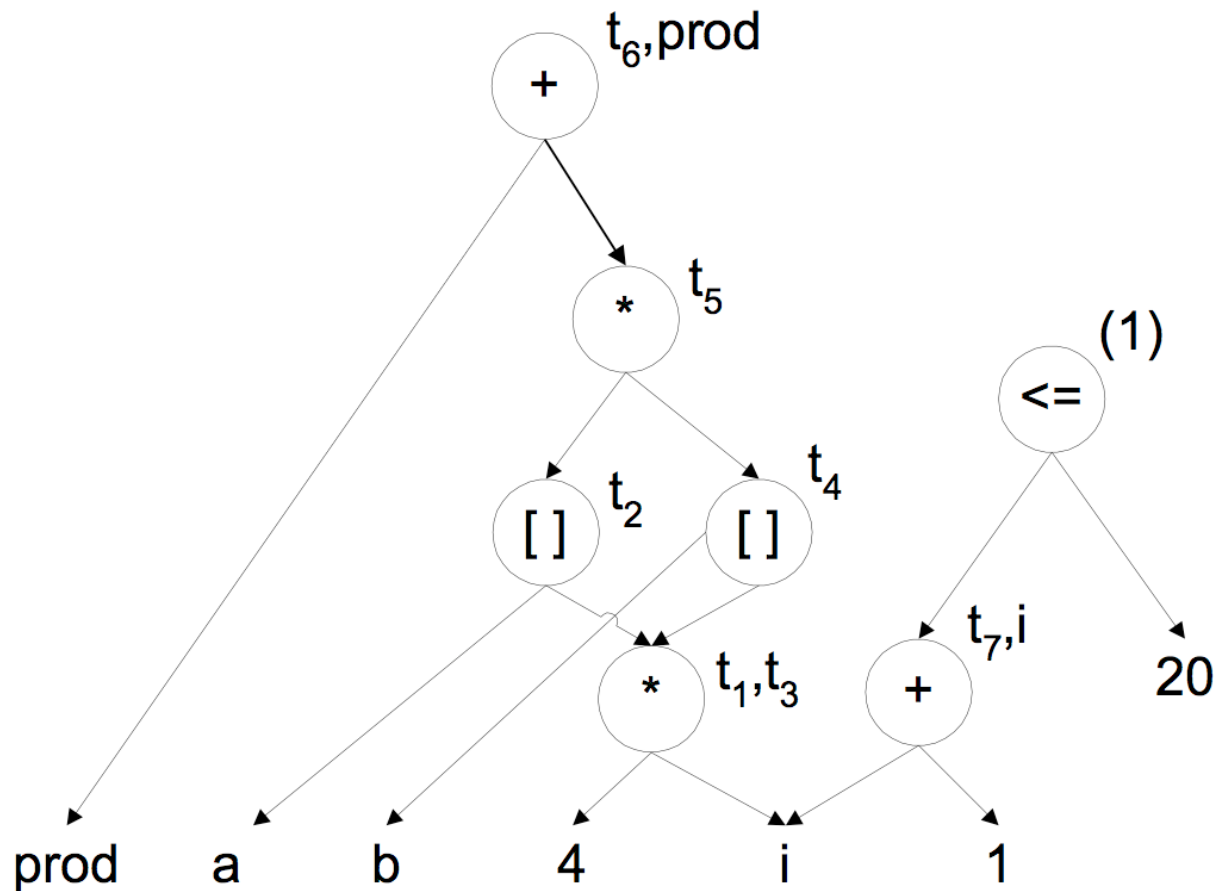 t₆,prod
+
t₅
*
(1)
<=
t₂
t₄
[ ]
[ ]
t₇,i
t₁,t₃
20
*
+
prod a b 4 i 1